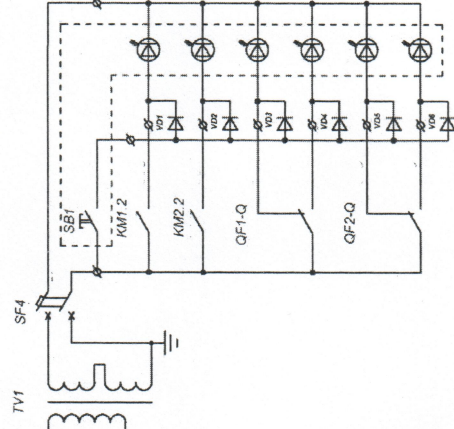 TV1
SF4
SB1
KM1.2
KM2.2
QF1-Q
QF2-Q
VD1
VD2
VD3
VD4
VD5
VD6